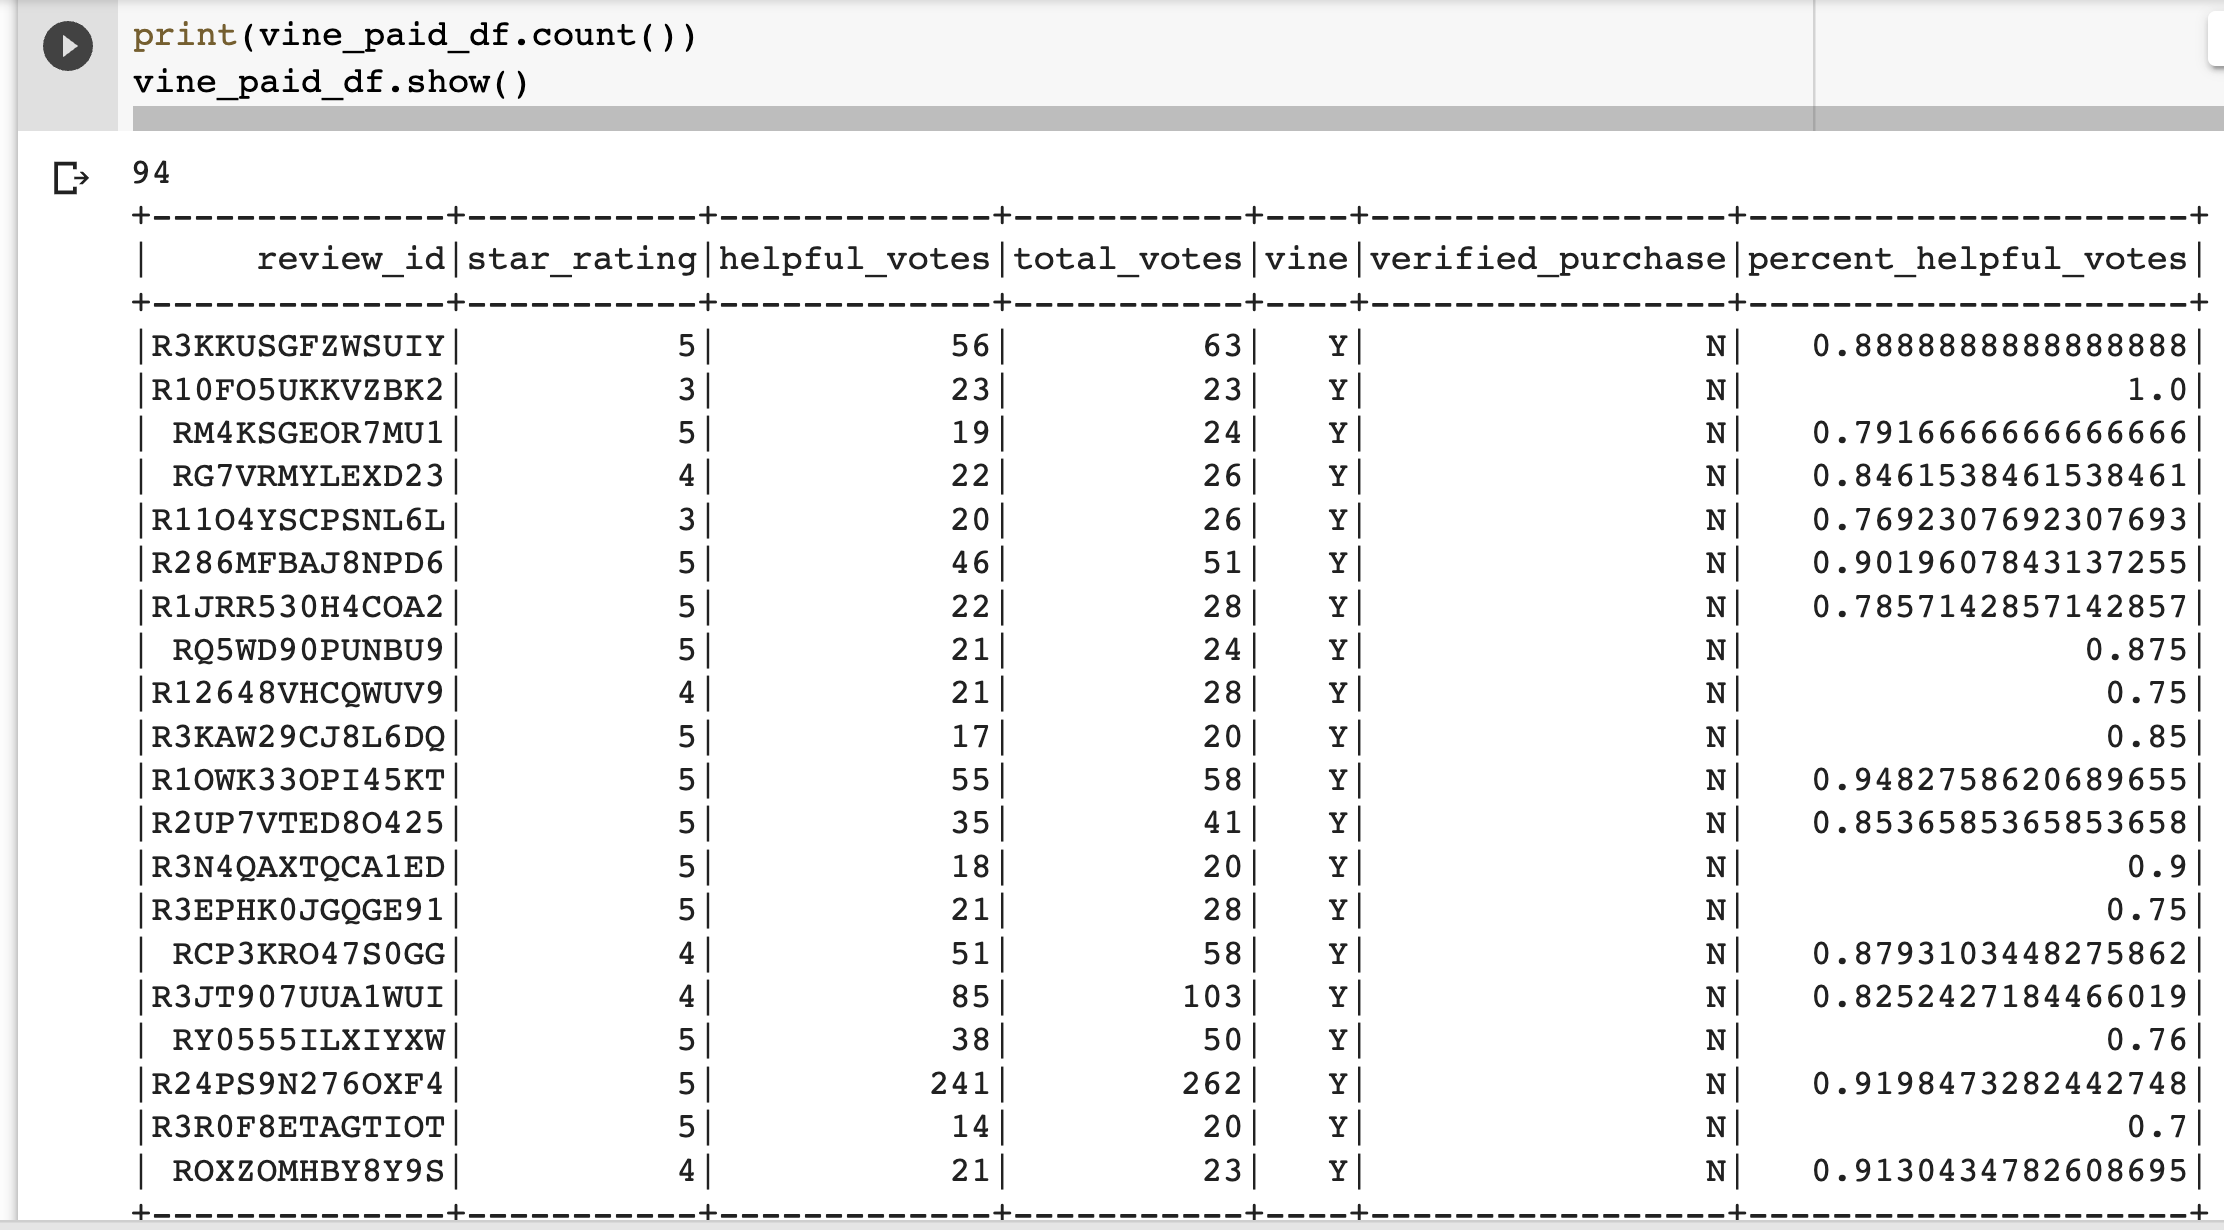 print(vine_paid_df.count())
vine_paid_df.show()
94
+--------------+-----------+-------------+-----------+----+-----------------+---------------------+
|     review_id|star_rating|helpful_votes|total_votes|vine|verified_purchase|percent_helpful_votes|
+--------------+-----------+-------------+-----------+----+-----------------+---------------------+
|R3KKUSGFZWSUIY|          5|           56|         63|   Y|                N|   0.8888888888888888|
|R10FO5UKKVZBK2|          3|           23|         23|   Y|                N|                  1.0|
| RM4KSGEOR7MU1|          5|           19|         24|   Y|                N|   0.7916666666666666|
| RG7VRMYLEXD23|          4|           22|         26|   Y|                N|   0.8461538461538461|
|R11O4YSCPSNL6L|          3|           20|         26|   Y|                N|   0.7692307692307693|
|R286MFBAJ8NPD6|          5|           46|         51|   Y|                N|   0.9019607843137255|
|R1JRR530H4COA2|          5|           22|         28|   Y|                N|   0.7857142857142857|
| RQ5WD90PUNBU9|          5|           21|         24|   Y|                N|                0.875|
|R12648VHCQWUV9|          4|           21|         28|   Y|                N|                 0.75|
|R3KAW29CJ8L6DQ|          5|           17|         20|   Y|                N|                 0.85|
|R1OWK33OPI45KT|          5|           55|         58|   Y|                N|   0.9482758620689655|
|R2UP7VTED8O425|          5|           35|         41|   Y|                N|   0.8536585365853658|
|R3N4QAXTQCA1ED|          5|           18|         20|   Y|                N|                  0.9|
|R3EPHK0JGQGE91|          5|           21|         28|   Y|                N|                 0.75|
| RCP3KRO47S0GG|          4|           51|         58|   Y|                N|   0.8793103448275862|
|R3JT907UUA1WUI|          4|           85|        103|   Y|                N|   0.8252427184466019|
| RY0555ILXIYXW|          5|           38|         50|   Y|                N|                 0.76|
|R24PS9N276OXF4|          5|          241|        262|   Y|                N|   0.9198473282442748|
|R3R0F8ETAGTIOT|          5|           14|         20|   Y|                N|                  0.7|
| ROXZOMHBY8Y9S|          4|           21|         23|   Y|                N|   0.9130434782608695|
+--------------+-----------+-------------+-----------+----+-----------------+---------------------+